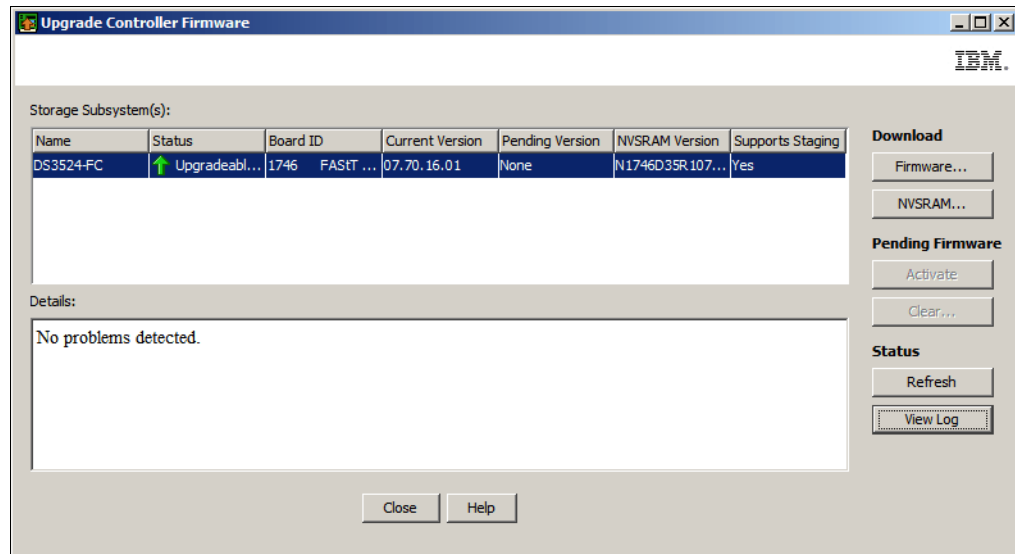 Upgrade Controller Firmware
IBM.
Storage Subsystem(s):
Name Status Board ID Current Version Pending Version NVSRAM Version Supports Staging
DS3524-FC Upgradeabl... 1746 FAStT ... 07.70.16.01 None N1746D35R107... Yes
Download
Firmware...
NVSRAM...
Pending Firmware
Activate
Clear...
Details:
No problems detected.
Status
Refresh
View Log
Close Help